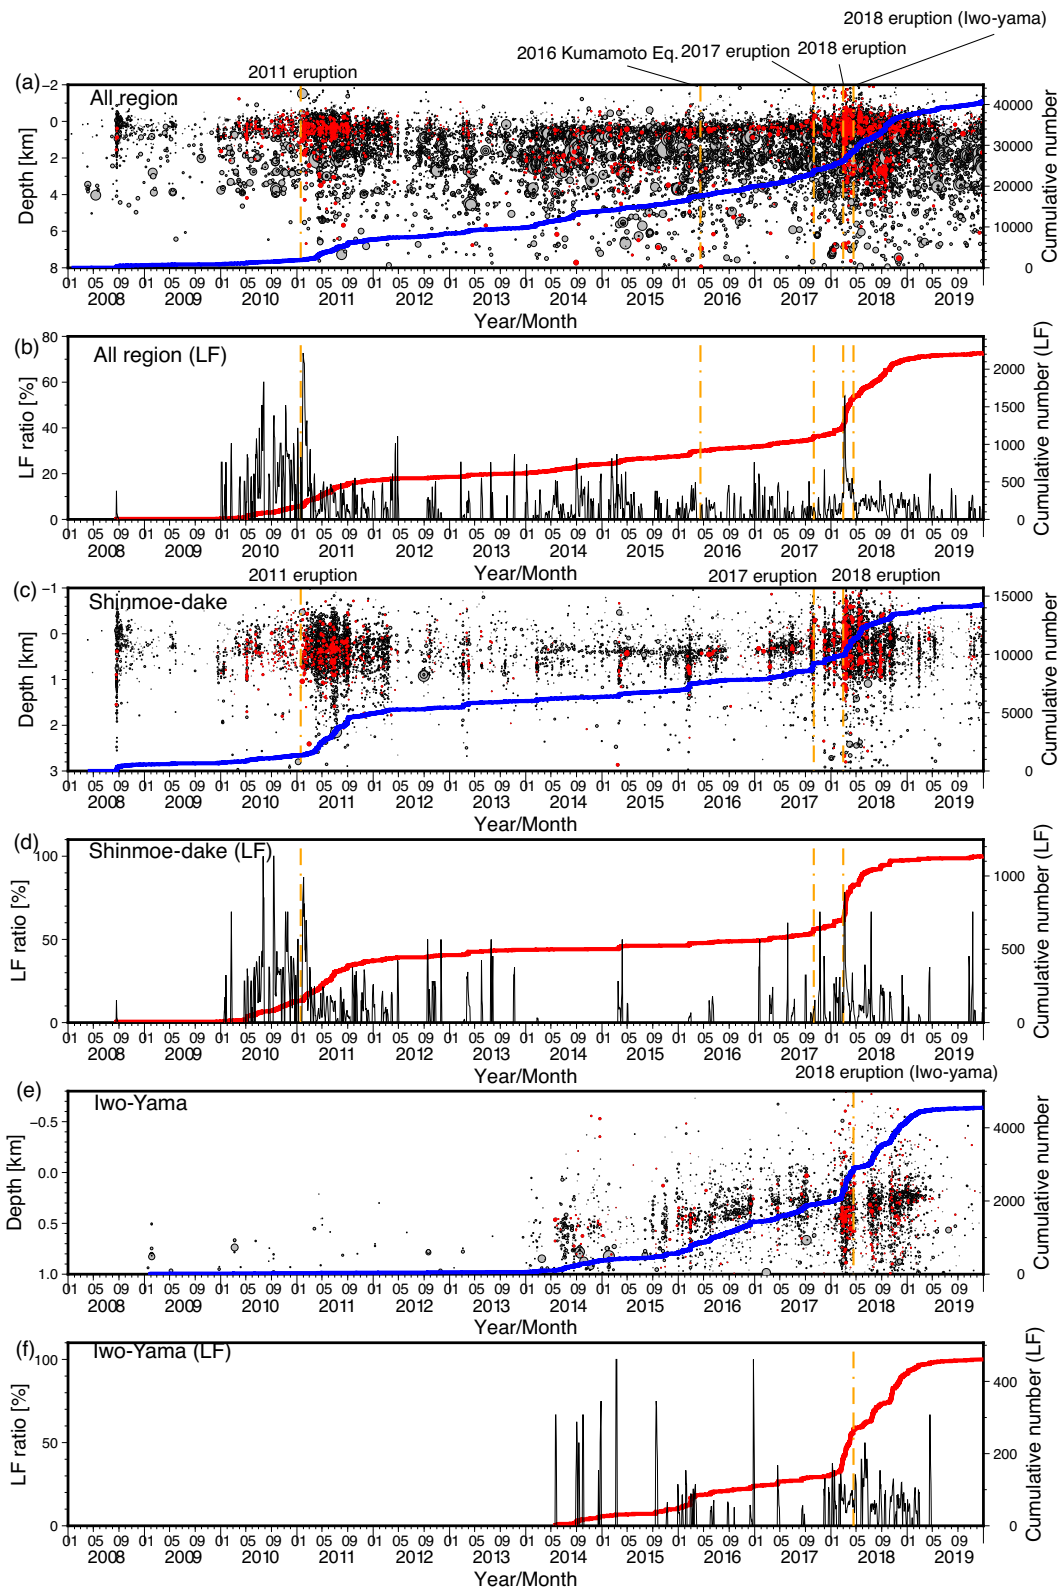 2018 eruption (Iwo-yama)
2016 Kumamoto Eq. 2017 eruption 2018 eruption
2011 eruption
(a)
All region
Depth [km]
−2
0
2
4
6
8
40000
30000
20000
10000
0
Cumulative number
01 05 09 01 05 09 01 05 09 01 05 09 01 05 09 01 05 09 01 05 09 01 05 09 01 05 09 01 05 09 01 05 09 01 05 09
2008 2009 2010 2011 2012 2013 2014 2015 2016 2017 2018 2019
Year/Month
(b)
All region (LF)
LF ratio [%]
80
60
40
20
0
2000
1500
1000
500
0
Cumulative number (LF)
01 05 09 01 05 09 01 05 09 01 05 09 01 05 09 01 05 09 01 05 09 01 05 09 01 05 09 01 05 09 01 05 09 01 05 09
2008 2009 2010 2011 2012 2013 2014 2015 2016 2017 2018 2019
Year/Month
2011 eruption 2017 eruption 2018 eruption
(c)
Shinmoe-dake
Depth [km]
−1
0
1
2
3
15000
10000
5000
0
Cumulative number
01 05 09 01 05 09 01 05 09 01 05 09 01 05 09 01 05 09 01 05 09 01 05 09 01 05 09 01 05 09 01 05 09 01 05 09
2008 2009 2010 2011 2012 2013 2014 2015 2016 2017 2018 2019
Year/Month
(d)
Shinmoe-dake (LF)
LF ratio [%]
100
50
0
1000
500
0
Cumulative number (LF)
01 05 09 01 05 09 01 05 09 01 05 09 01 05 09 01 05 09 01 05 09 01 05 09 01 05 09 01 05 09 01 05 09 01 05 09
2008 2009 2010 2011 2012 2013 2014 2015 2016 2017 2018 2019
Year/Month
2018 eruption (Iwo-yama)
(e)
Iwo-Yama
Depth [km]
−0.5
0.0
0.5
1.0
4000
2000
0
Cumulative number
01 05 09 01 05 09 01 05 09 01 05 09 01 05 09 01 05 09 01 05 09 01 05 09 01 05 09 01 05 09 01 05 09 01 05 09
2008 2009 2010 2011 2012 2013 2014 2015 2016 2017 2018 2019
Year/Month
(f)
Iwo-Yama (LF)
LF ratio [%]
100
50
0
400
200
0
Cumulative number (LF)
01 05 09 01 05 09 01 05 09 01 05 09 01 05 09 01 05 09 01 05 09 01 05 09 01 05 09 01 05 09 01 05 09 01 05 09
2008 2009 2010 2011 2012 2013 2014 2015 2016 2017 2018 2019
Year/Month